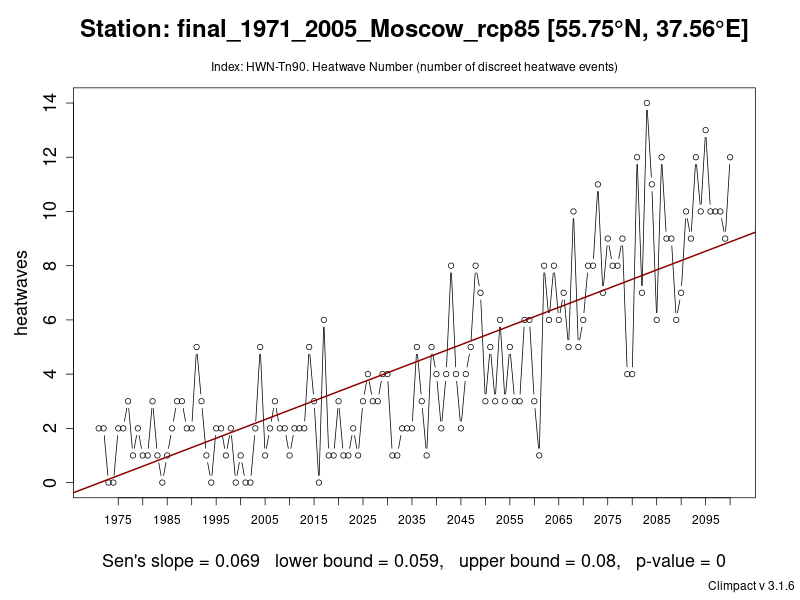 Station: final_1971_2005_Moscow_rcp85 [55.75°N, 37.56°E]
Index: HWN-Tn90. Heatwave Number (number of discreet heatwave events)
14
12
10
8
6
4
2
0
heatwaves
1975 1985 1995 2005 2015 2025 2035 2045 2055 2065 2075 2085 2095
Sen's slope = 0.069 lower bound = 0.059, upper bound = 0.08, p-value = 0
Climpact v 3.1.6